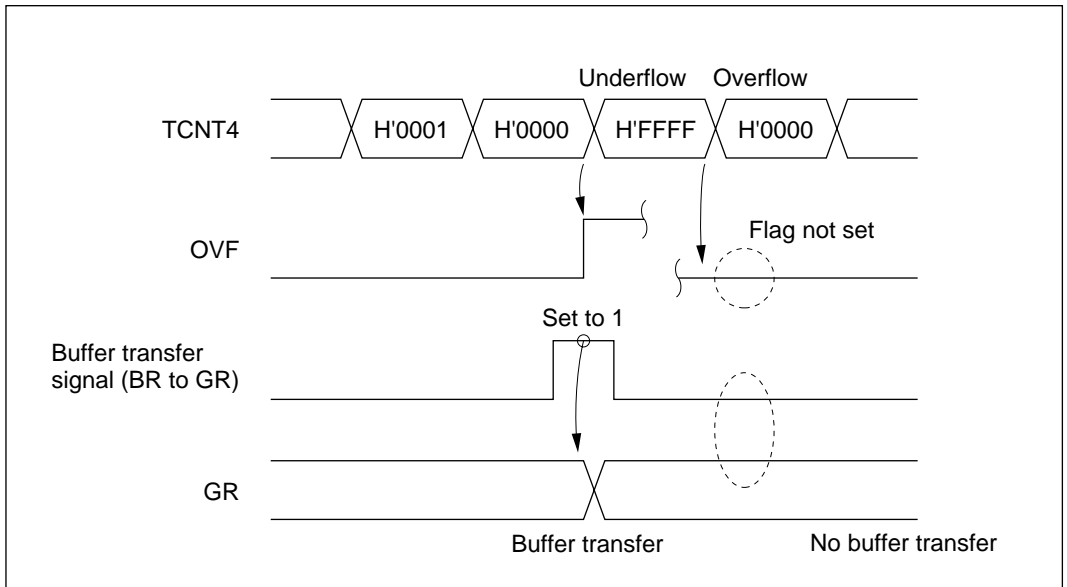 Underflow Overflow
TCNT4 H'0001 H'0000 H'FFFF H'0000
OVF
Flag not set
Set to 1
Buffer transfer
signal (BR to GR)
GR
Buffer transfer
No buffer transfer